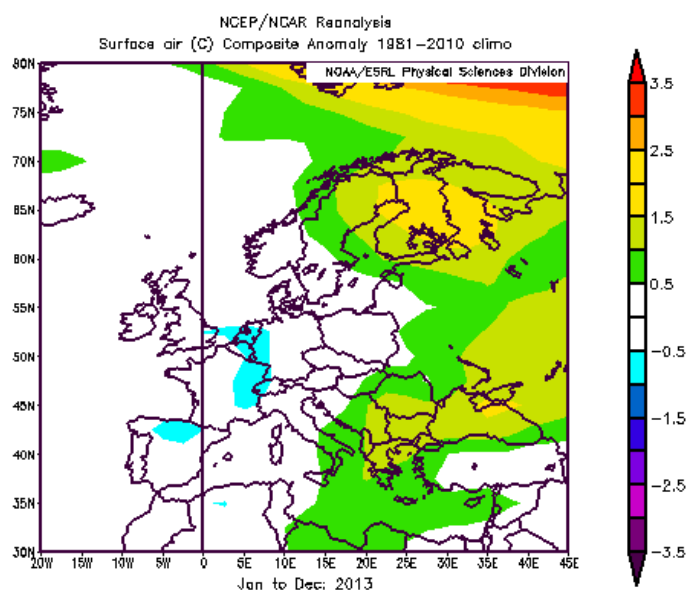 NCEP/NCAR Reanalysis
Surface air (C) Composite Anomaly 1981-2010 climo
NOAA/ESRL Physical Sciences Division
80N
75N
70N
65N
60N
55N
50N
45N
40N
35N
30N
20W 15W 10W 5W 0 5E 10E 15E 20E 25E 30E 35E 40E 45E
Jan to Dec: 2013
3.5
2.5
1.5
0.5
-0.5
-1.5
-2.5
-3.5